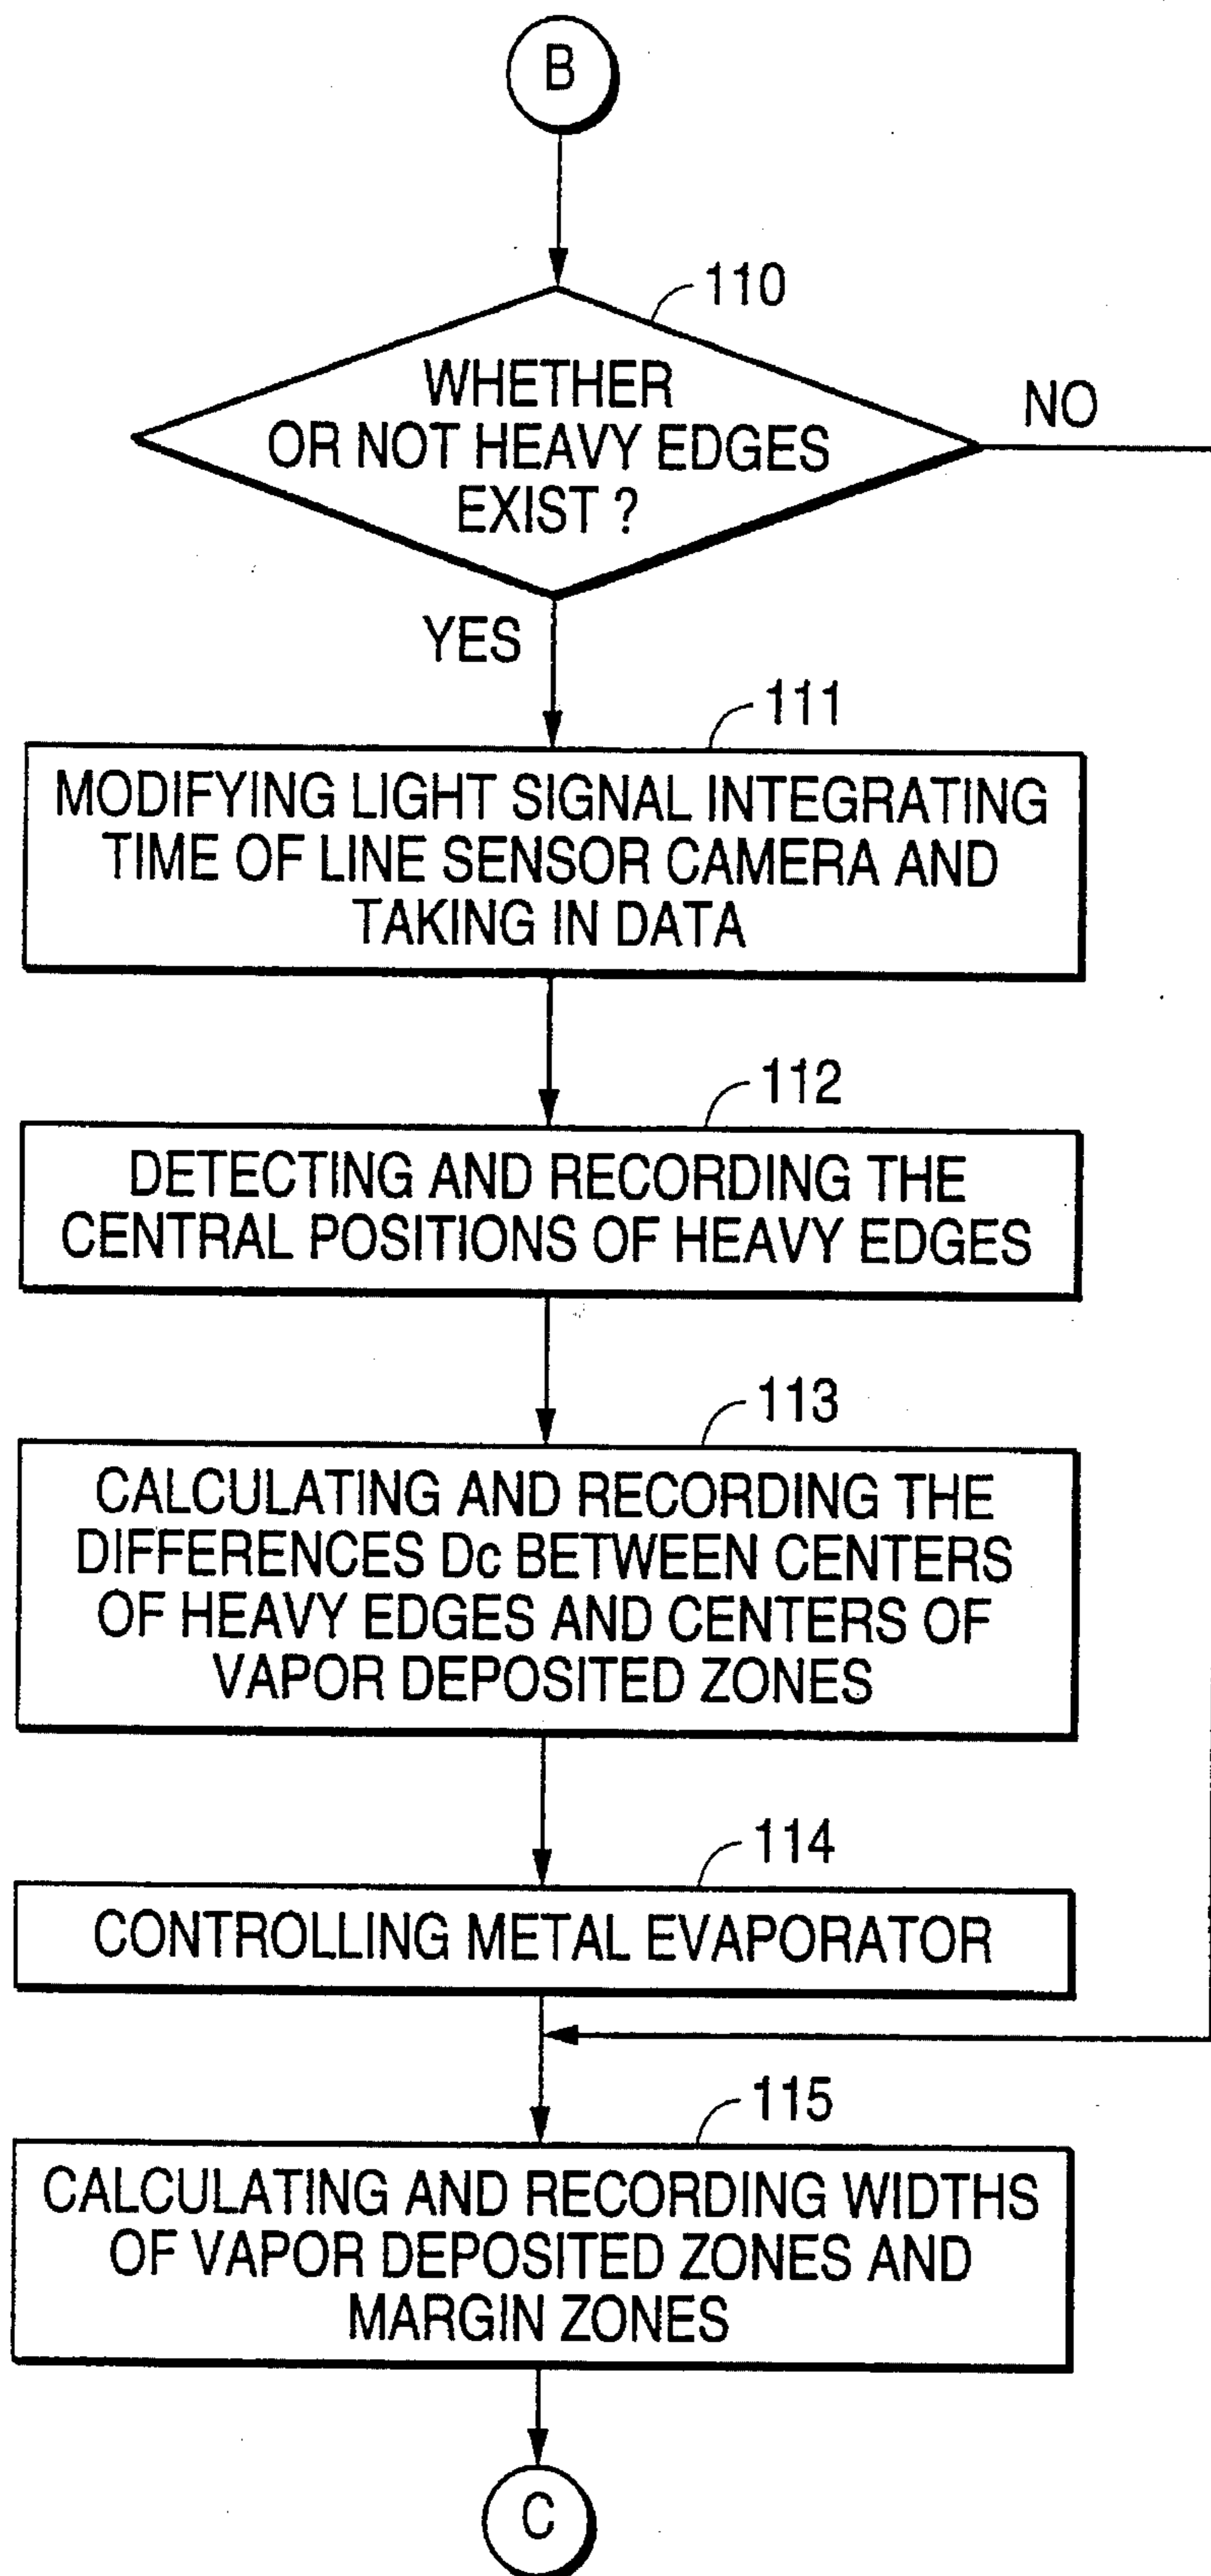 B
110
WHETHER
OR NOT HEAVY EDGES
EXIST ?
NO
YES
111
MODIFYING LIGHT SIGNAL INTEGRATING
TIME OF LINE SENSOR CAMERA AND
TAKING IN DATA
112
DETECTING AND RECORDING THE
CENTRAL POSITIONS OF HEAVY EDGES
113
CALCULATING AND RECORDING THE
DIFFERENCES Dc BETWEEN CENTERS
OF HEAVY EDGES AND CENTERS OF
VAPOR DEPOSITED ZONES
114
CONTROLLING METAL EVAPORATOR
115
CALCULATING AND RECORDING WIDTHS
OF VAPOR DEPOSITED ZONES AND
MARGIN ZONES
C